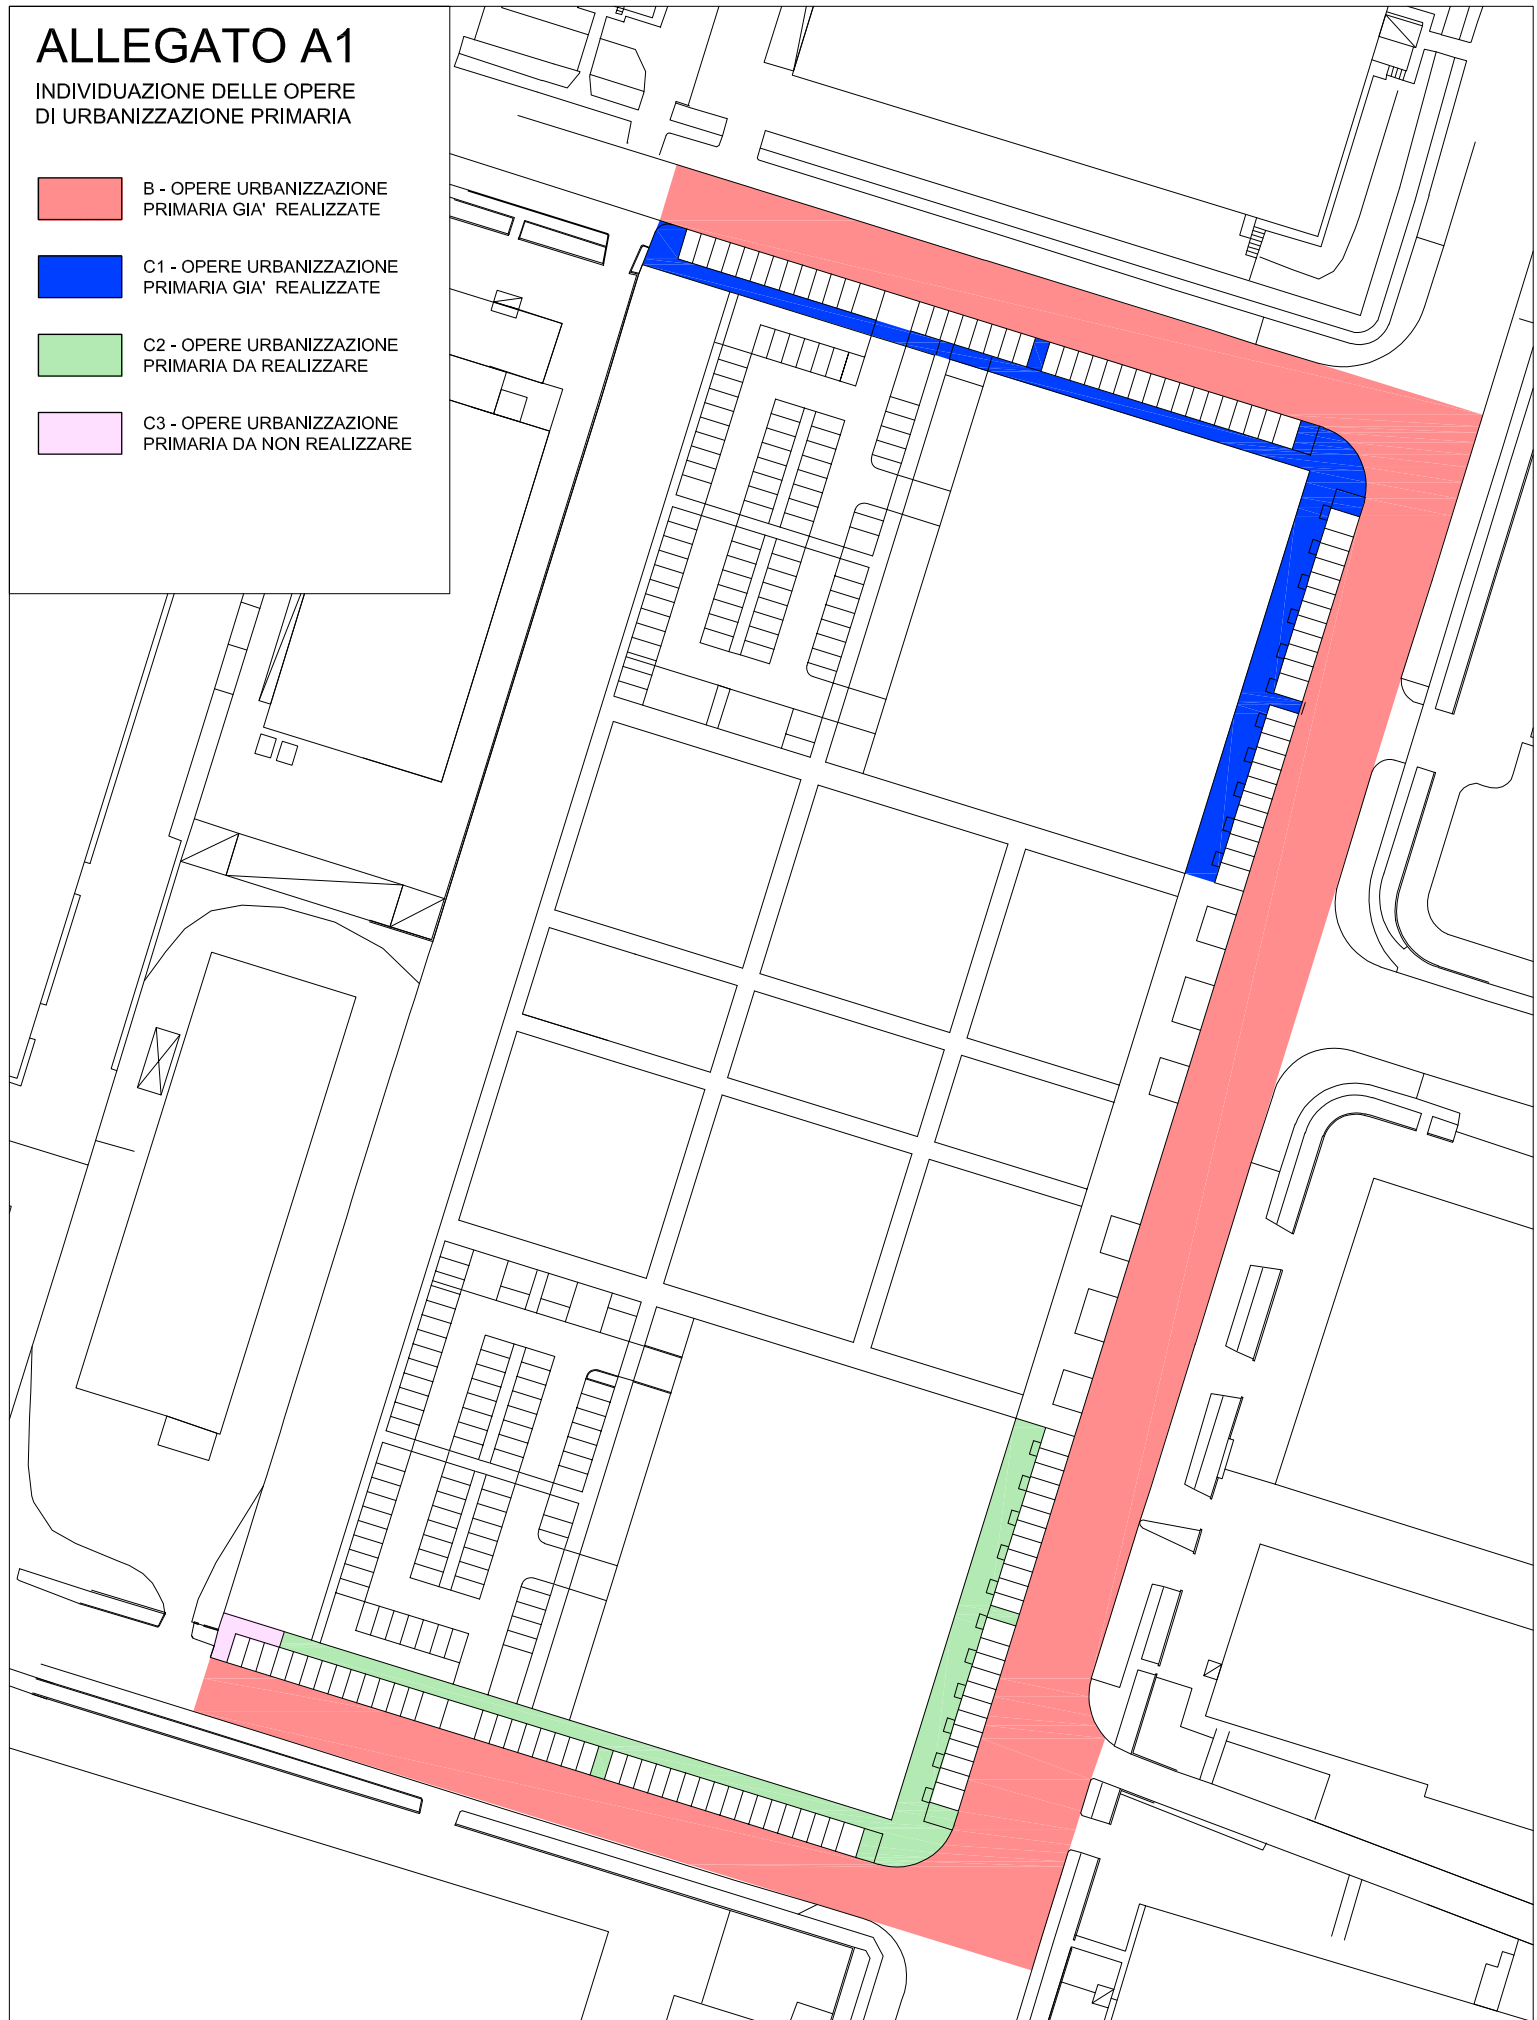 ALLEGATO A1
INDIVIDUAZIONE DELLE OPERE
DI URBANIZZAZIONE PRIMARIA
B - OPERE URBANIZZAZIONE
PRIMARIA GIA' REALIZZATE
C1 - OPERE URBANIZZAZIONE
PRIMARIA GIA' REALIZZATE
C2 - OPERE URBANIZZAZIONE
PRIMARIA DA REALIZZARE
C3 - OPERE URBANIZZAZIONE
PRIMARIA DA NON REALIZZARE